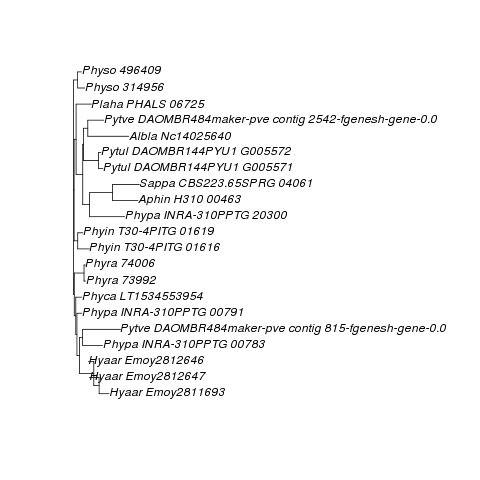 Physo 496409
Physo 314956
Plaha PHALS 06725
Pytve DAOMBR484maker-pve contig 2542-fgenesh-gene-0.0
Albla Nc14025640
Pytul DAOMBR144PYU1 G005572
Pytul DAOMBR144PYU1 G005571
Sappa CBS223.65SPRG 04061
Aphin H310 00463
Phypa INRA-310PPTG 20300
Phyin T30-4PITG 01619
Phyin T30-4PITG 01616
Phyra 74006
Phyra 73992
Phyca LT1534553954
Phypa INRA-310PPTG 00791
Pytve DAOMBR484maker-pve contig 815-fgenesh-gene-0.0
Phypa INRA-310PPTG 00783
Hyaar Emoy2812646
Hyaar Emoy2812647
Hyaar Emoy2811693